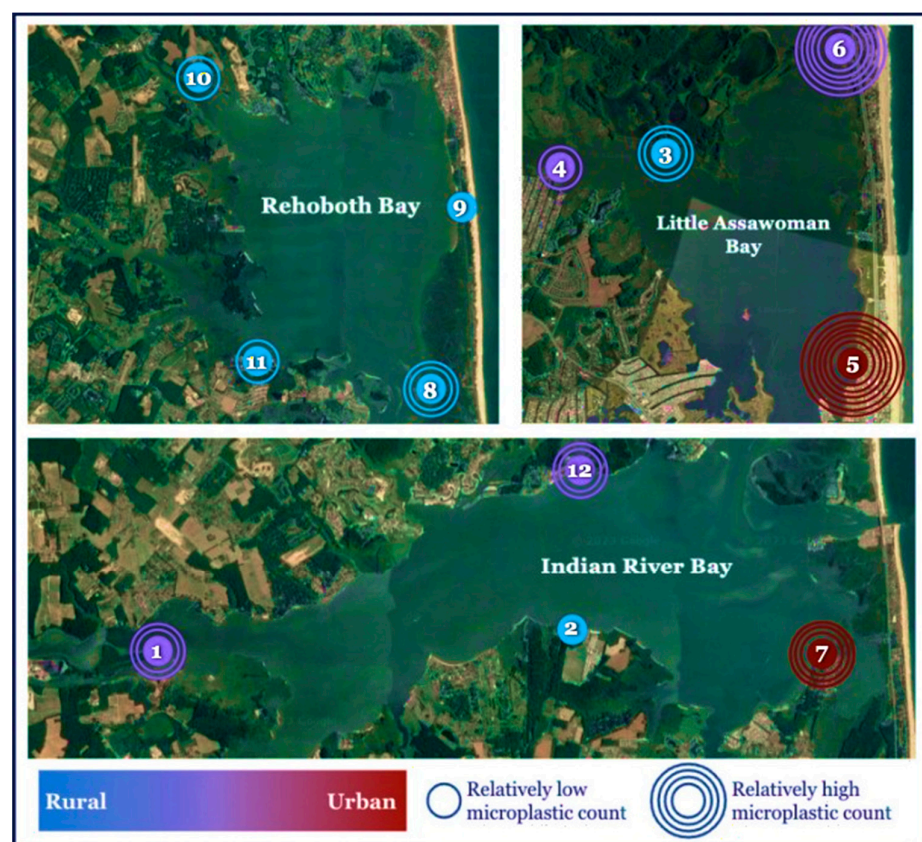 10
Rehoboth Bay
9
11
8
6
3
4
Little Assawoman
Bay
5
12
Indian River Bay
2
1
7
Rural
Urban
Relatively low
microplastic count
Relatively high
microplastic count